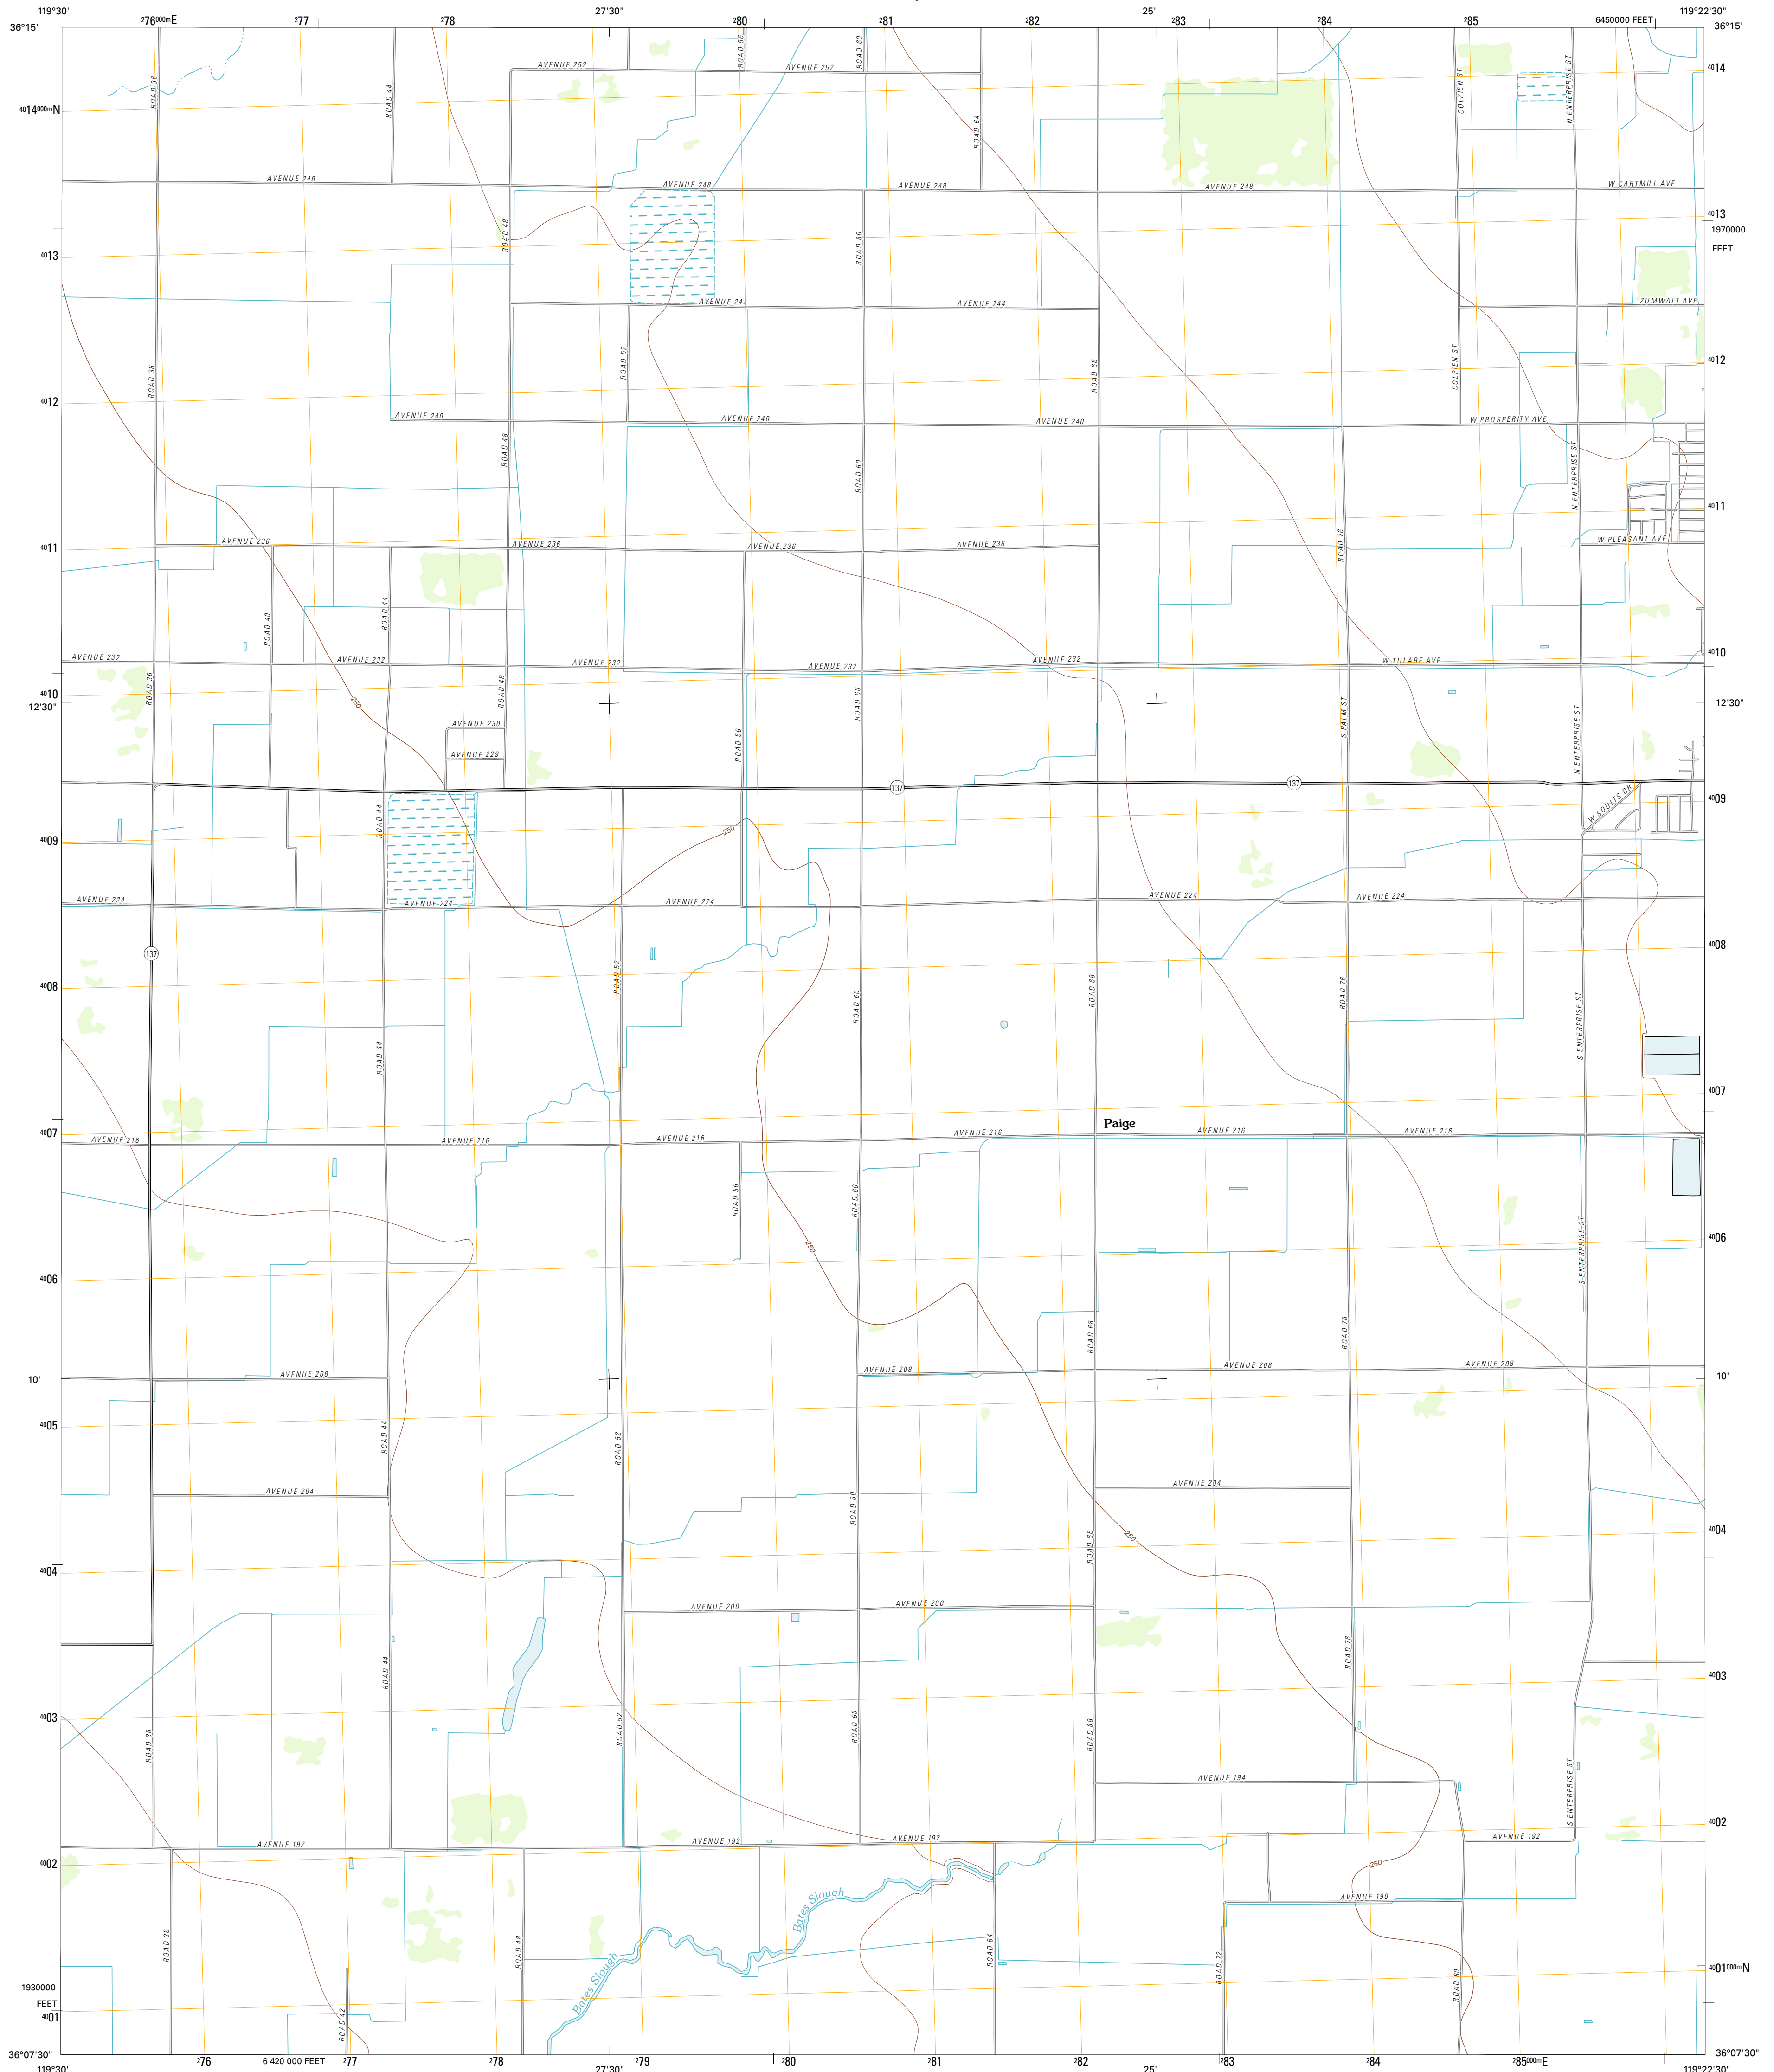 119°30'
²76⁰⁰⁰ᵐE
²77
²78
27'30"
²80
²81
²82
25'
²83
²84
²85
6450000 FEET
119°22'30"
36°15'
36°15'
ROAD 56
ROAD 60
N ENTERPRISE ST
AVENUE 252
AVENUE 252
⁴⁰14
ROAD 36
ROAD 44
COLPIEN ST
⁴⁰14⁰⁰⁰ᵐN
ROAD 64
AVENUE 248
AVENUE 248
AVENUE 248
AVENUE 248
W CARTMILL AVE
⁴⁰13
1970000
FEET
ROAD 48
ROAD 60
⁴⁰13
AVENUE 244
AVENUE 244
ZUMWALT AVE
ROAD 36
ROAD 52
ROAD 68
COLPIEN ST
⁴⁰12
⁴⁰12
AVENUE 240
AVENUE 240
AVENUE 240
W PROSPERITY AVE
ROAD 48
ROAD 60
N ENTERPRISE ST
⁴⁰11
AVENUE 236
AVENUE 236
AVENUE 236
AVENUE 236
ROAD 76
W PLEASANT AVE
⁴⁰11
ROAD 40
ROAD 44
AVENUE 232
AVENUE 232
AVENUE 232
AVENUE 232
AVENUE 232
W TULARE AVE
⁴⁰10
ROAD 36
ROAD 48
ROAD 60
⁴⁰10
12'30"
250
S PALM ST
12'30"
AVENUE 230
ROAD 56
N ENTERPRISE ST
AVENUE 229
137
137
W SOULTS DR
⁴⁰09
ROAD 44
250
⁴⁰09
AVENUE 224
AVENUE 224
AVENUE 224
AVENUE 224
AVENUE 224
137
⁴⁰08
ROAD 52
ROAD 68
ROAD 76
⁴⁰08
ROAD 44
ROAD 60
S ENTERPRISE ST
⁴⁰07
Paige
⁴⁰07
AVENUE 216
AVENUE 216
AVENUE 216
AVENUE 216
AVENUE 216
AVENUE 216
ROAD 56
ROAD 60
250
S ENTERPRISE ST
⁴⁰06
⁴⁰06
ROAD 68
ROAD 76
10'
AVENUE 208
AVENUE 208
AVENUE 208
AVENUE 208
10'
⁴⁰05
⁴⁰05
ROAD 44
ROAD 52
AVENUE 204
AVENUE 204
ROAD 60
250
ROAD 68
⁴⁰04
⁴⁰04
AVENUE 200
AVENUE 200
ROAD 44
ROAD 76
⁴⁰03
⁴⁰03
ROAD 36
ROAD 52
ROAD 60
ROAD 68
AVENUE 194
S ENTERPRISE ST
⁴⁰02
AVENUE 192
AVENUE 192
AVENUE 192
AVENUE 192
⁴⁰02
250
AVENUE 190
Bates Slough
ROAD 36
ROAD 48
ROAD 64
ROAD 72
ROAD 80
⁴⁰01⁰⁰⁰ᵐN
1930000
FEET
⁴⁰01
Bates Slough
ROAD 42
36°07'30"
36°07'30"
²76
6 420 000 FEET
²77
²78
27'30"
²79
²80
²81
²82
25'
²83
²84
²85⁰⁰⁰ᵐE
119°30'
119°22'30"